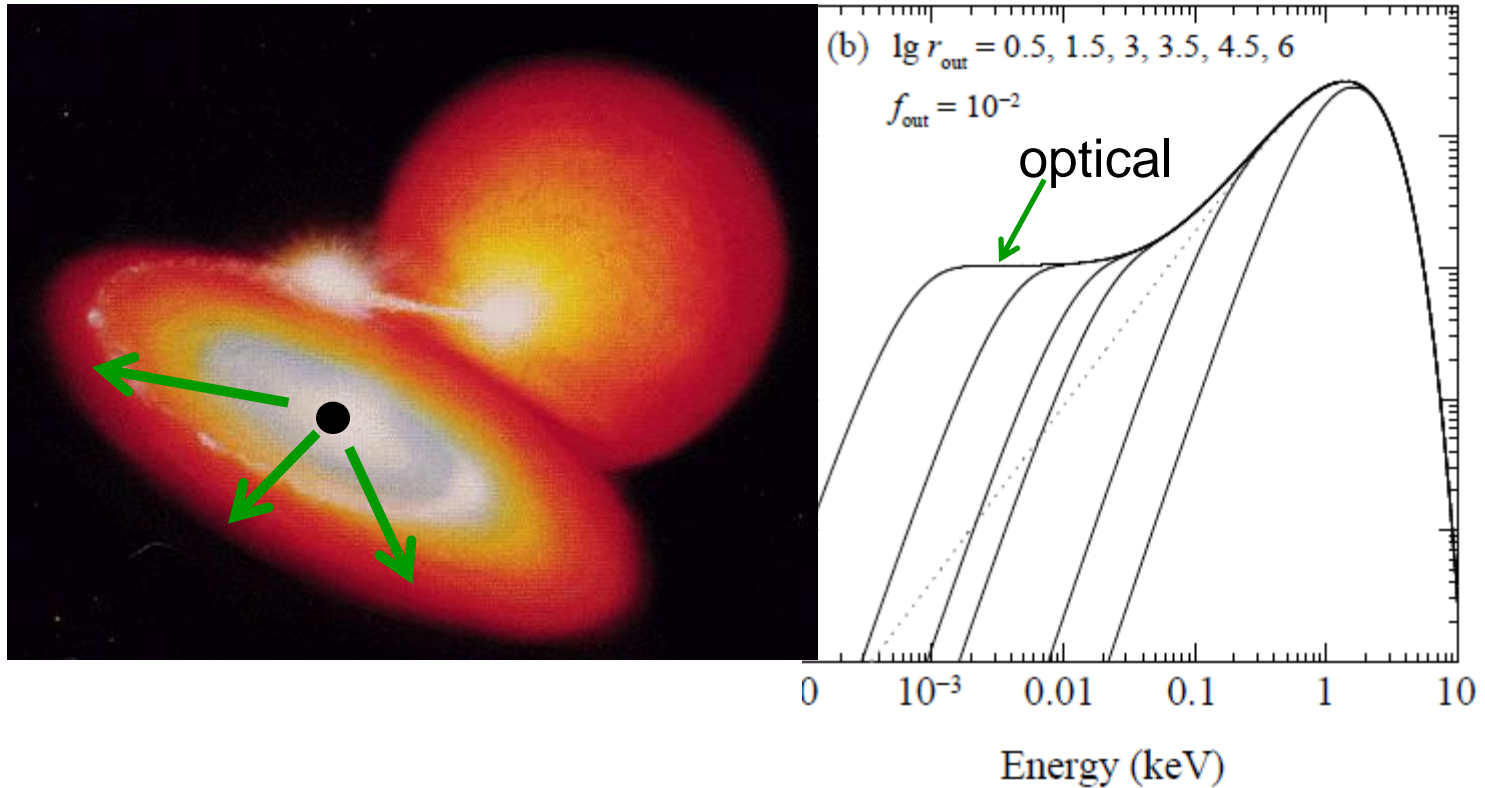 (b) lg r_out = 0.5, 1.5, 3, 3.5, 4.5, 6
f_out = 10⁻²
optical
0 10⁻³ 0.01 0.1 1 10
Energy (keV)